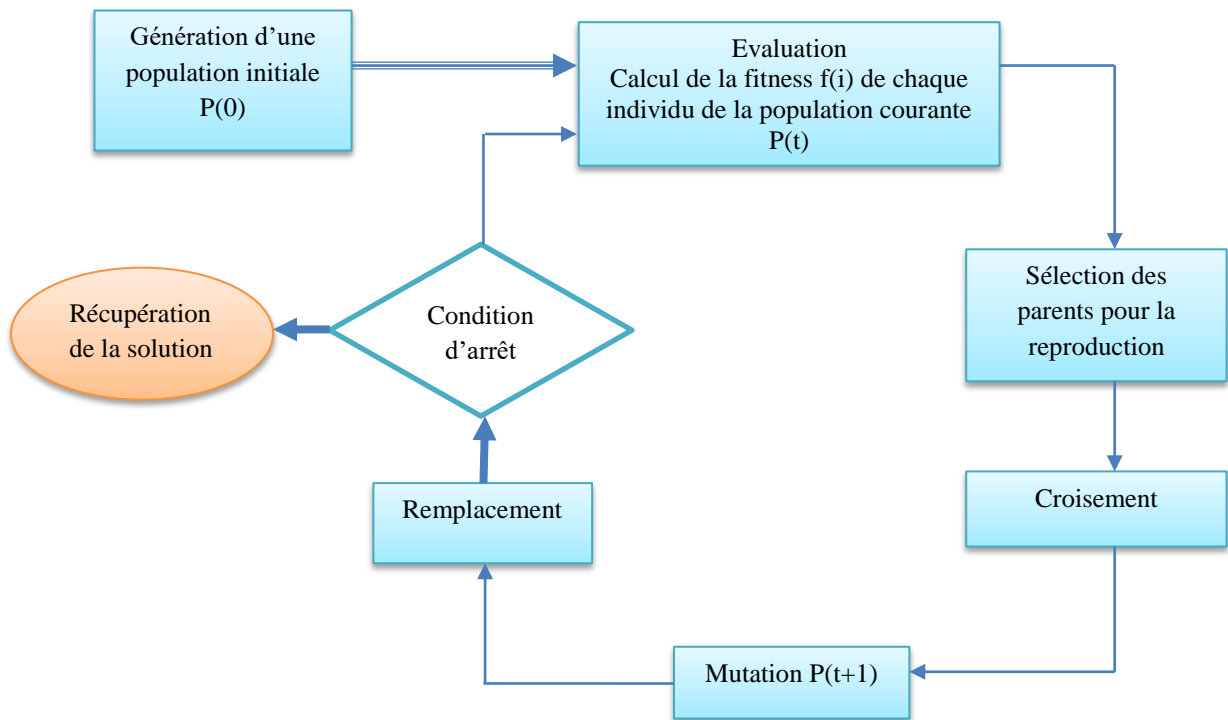 Génération d’une
population initiale
P(0)
Evaluation
Calcul de la fitness f(i) de chaque
individu de la population courante
P(t)
Sélection des
parents pour la
reproduction
Croisement
Mutation P(t+1)
Remplacement
Condition
d’arrêt
Récupération
de la solution